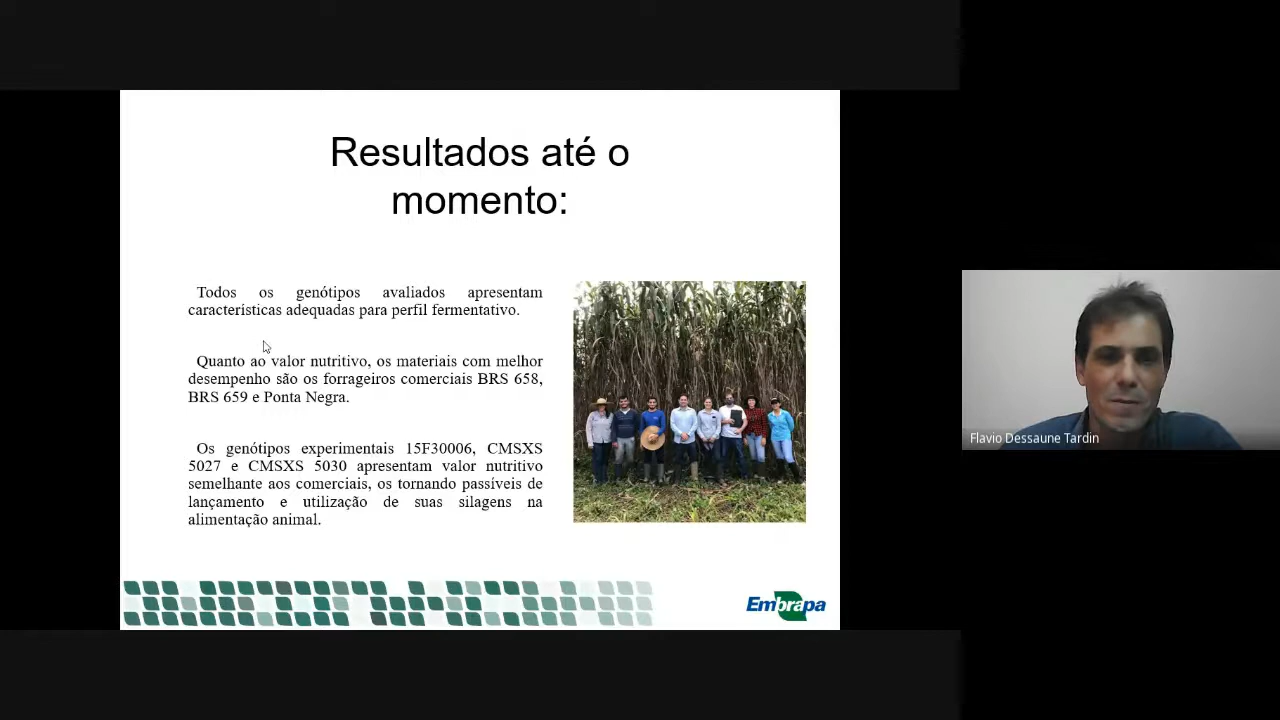 Resultados até o
momento:
Todos os genótipos avaliados apresentam
características adequadas para perfil fermentativo.
Quanto ao valor nutritivo, os materiais com melhor
desempenho são os forrageiros comerciais BRS 658,
BRS 659 e Ponta Negra.
Os genótipos experimentais 15F30006, CMSXS
5027 e CMSXS 5030 apresentam valor nutritivo
semelhante aos comerciais, os tornando passíveis de
lançamento e utilização de suas silagens na
alimentação animal.
Embrapa
Flavio Dessaune Tardin